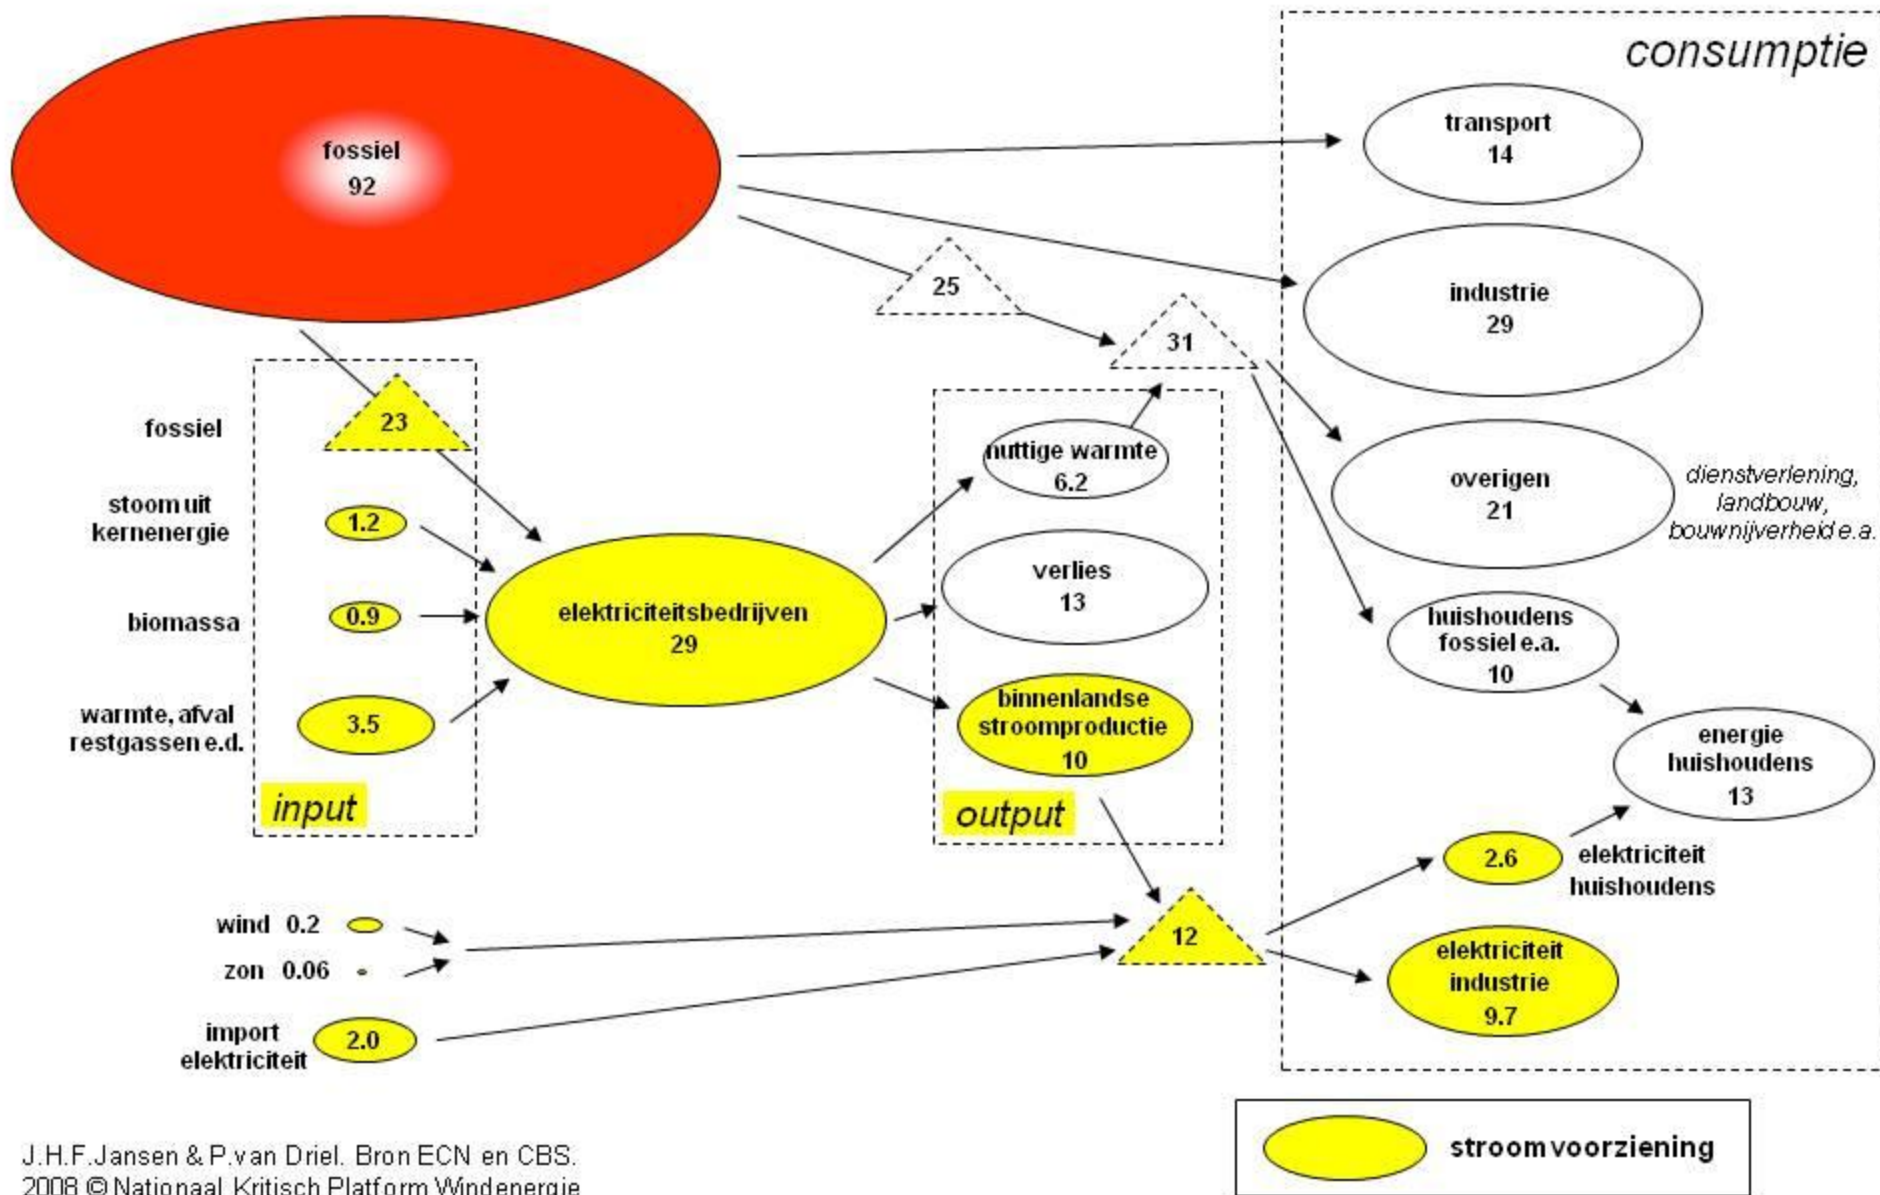 consumptie
fossiel
92
transport
14
industrie
29
25
31
fossiel
23
nuttige warmte
6.2
overigen
21
dienstverlening,
landbouw,
bouwnijverheid e.a.
stoom uit
kernenergie
1.2
elektriciteitsbedrijven
29
verlies
13
biomassa
0.9
huishoudens
fossiel e.a.
10
warmte, afval
restgassen e.d.
3.5
binnenlandse
stroomproductie
10
energie
huishoudens
13
input
output
2.6
elektriciteit
huishoudens
wind 0.2
zon 0.06
12
elektriciteit
industrie
9.7
import
elektriciteit
2.0
J.H.F.Jansen & P.van Driel. Bron ECN en CBS.
2008 © Nationaal Kritisch Platform Windenergie
stroomvoorziening